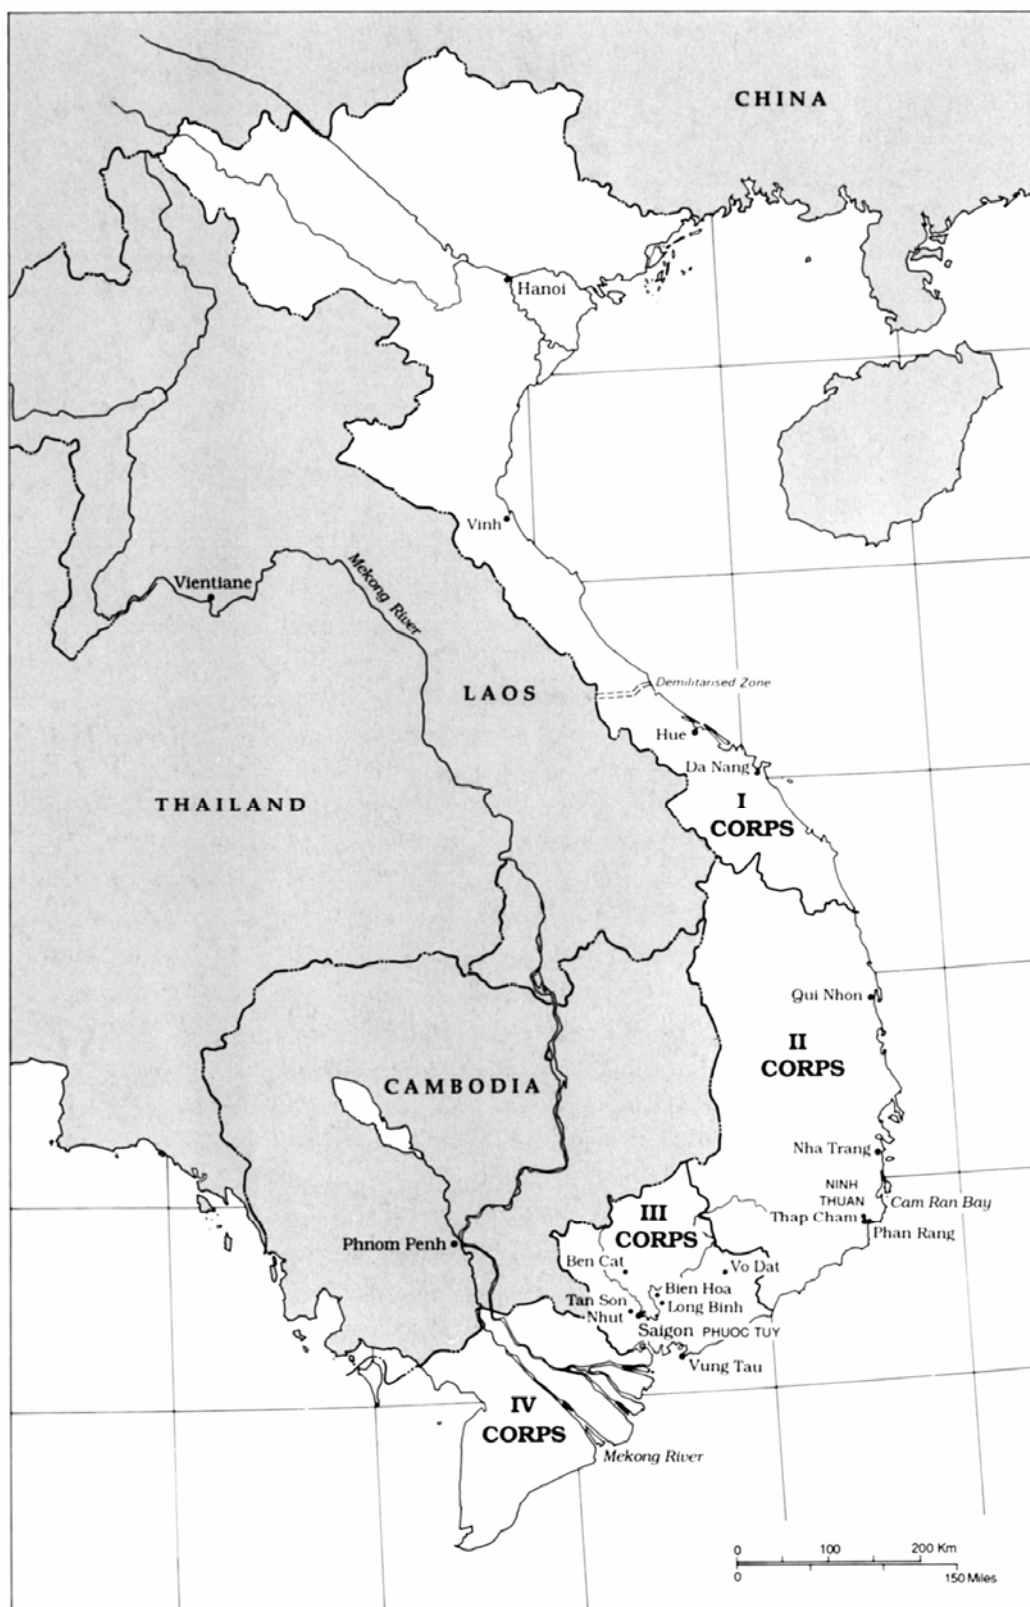 CHINA
Hanoi
Vinh
Vientiane
Mekong River
LAOS
Demilitarised Zone
Hue
Da Nang
THAILAND
I
CORPS
Qui Nhon
II
CORPS
CAMBODIA
Nha Trang
NINH
THUAN
Cam Ran Bay
Thap Cham
Phan Rang
III
CORPS
Phnom Penh
Ben Cat
Vo Dat
Bien Hoa
Long Binh
Tan Son
Nhut
Saigon
PHUOC TUY
Vung Tau
IV
CORPS
Mekong River
0 100 200 Km
0 150 Miles